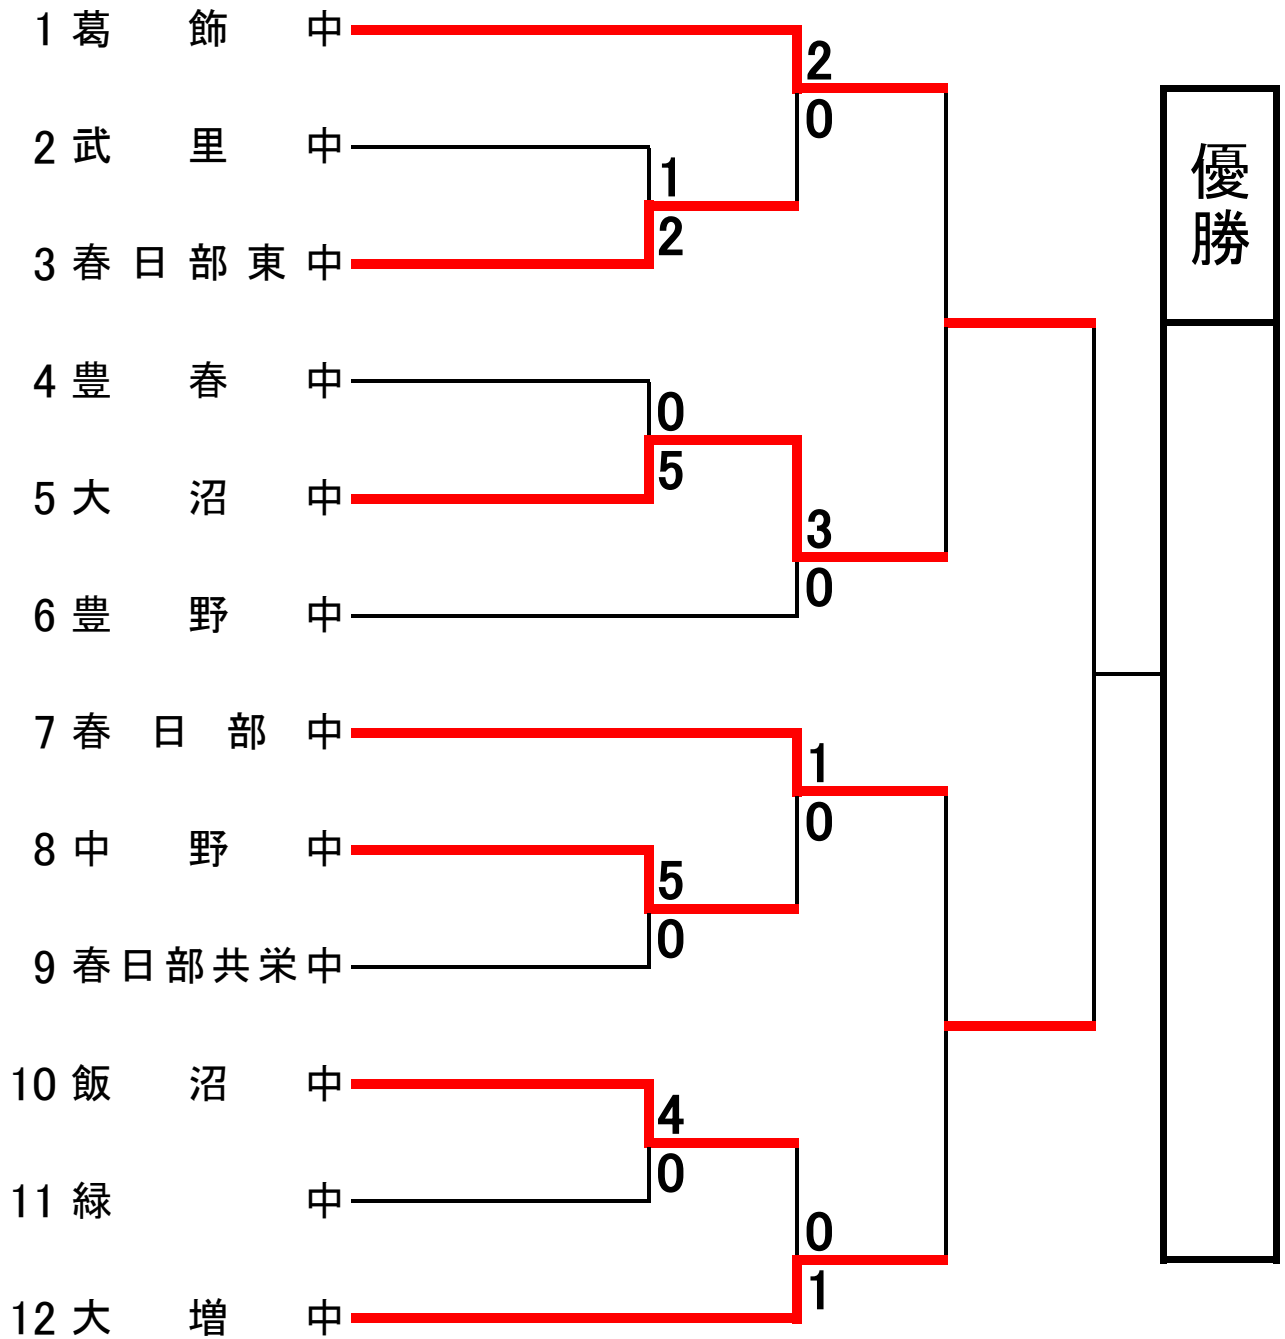 1 葛飾中
2
0
2 武里中
1
2
3 春日部東中
4 豊春中
0
5
5 大沼中
3
0
6 豊野中
7 春日部中
1
0
8 中野中
5
0
9 春日部共栄中
10 飯沼中
4
0
11 緑中
0
1
12 大増中
優勝